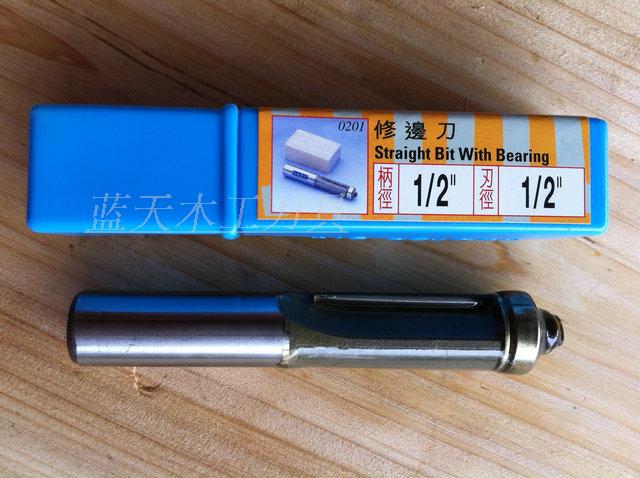 0201
修邊刀
Straight Bit With Bearing
柄徑 1/2" 刃徑 1/2"
蓝天木工刀具